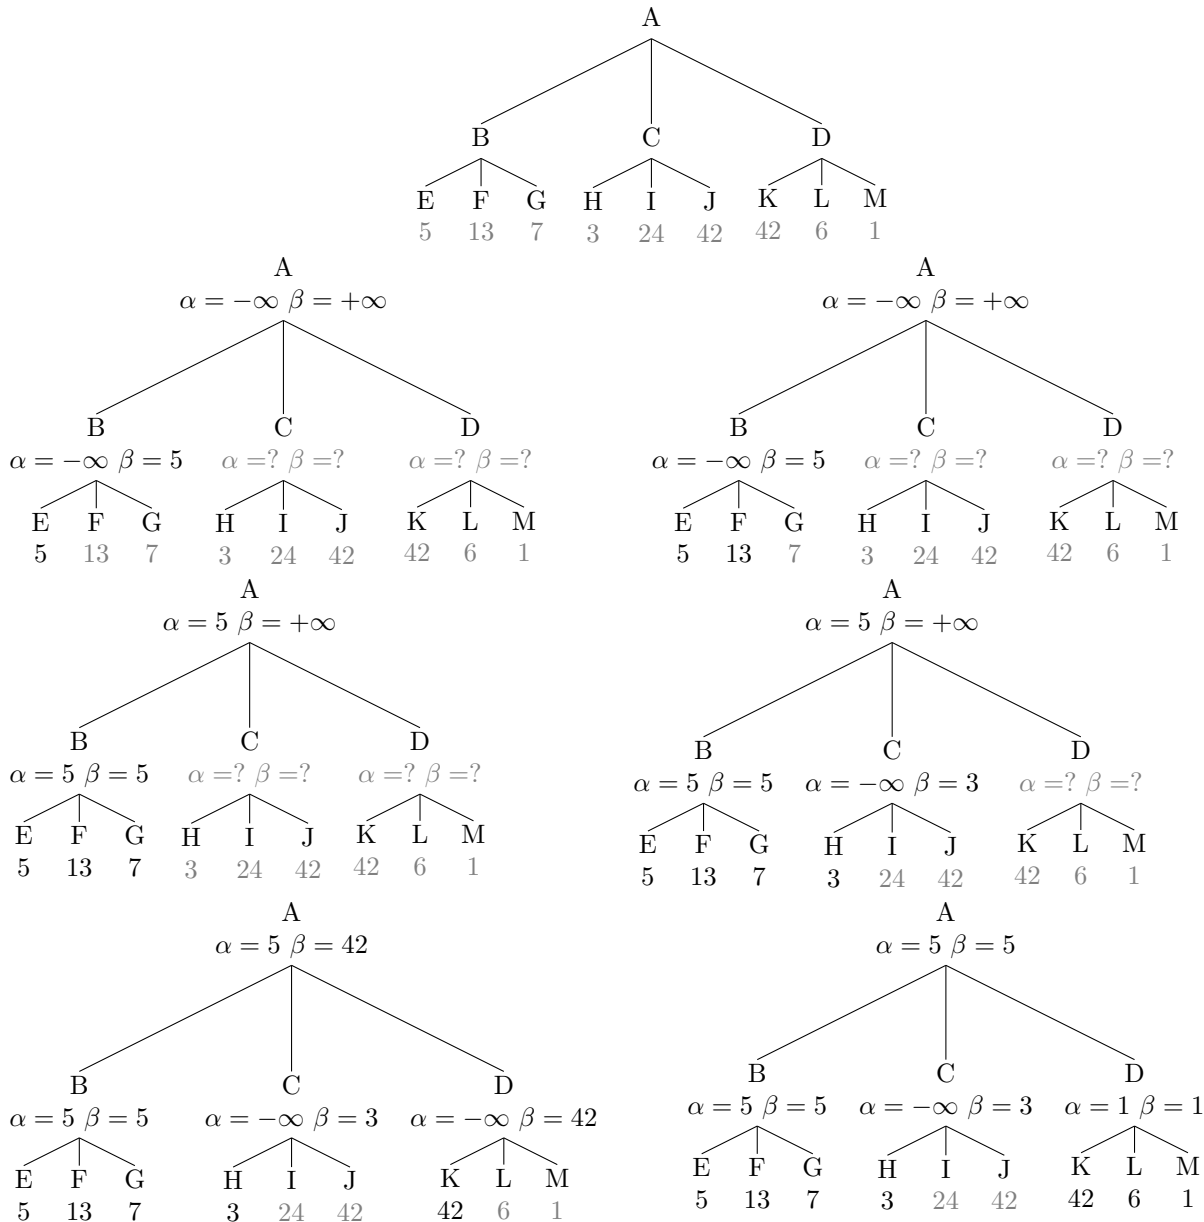 A
B C D
E F G H I J K L M
5 13 7 3 24 42 42 6 1
A
α = −∞ β = +∞
B C D
α = −∞ β = 5 α =? β =? α =? β =?
E F G H I J K L M
5 13 7 3 24 42 42 6 1
A
α = −∞ β = +∞
B C D
α = −∞ β = 5 α =? β =? α =? β =?
E F G H I J K L M
5 13 7 3 24 42 42 6 1
A
α = 5 β = +∞
B C D
α = 5 β = 5 α =? β =? α =? β =?
E F G H I J K L M
5 13 7 3 24 42 42 6 1
A
α = 5 β = +∞
B C D
α = 5 β = 5 α = −∞ β = 3 α =? β =?
E F G H I J K L M
5 13 7 3 24 42 42 6 1
A
α = 5 β = 42
B C D
α = 5 β = 5 α = −∞ β = 3 α = −∞ β = 42
E F G H I J K L M
5 13 7 3 24 42 42 6 1
A
α = 5 β = 5
B C D
α = 5 β = 5 α = −∞ β = 3 α = 1 β = 1
E F G H I J K L M
5 13 7 3 24 42 42 6 1